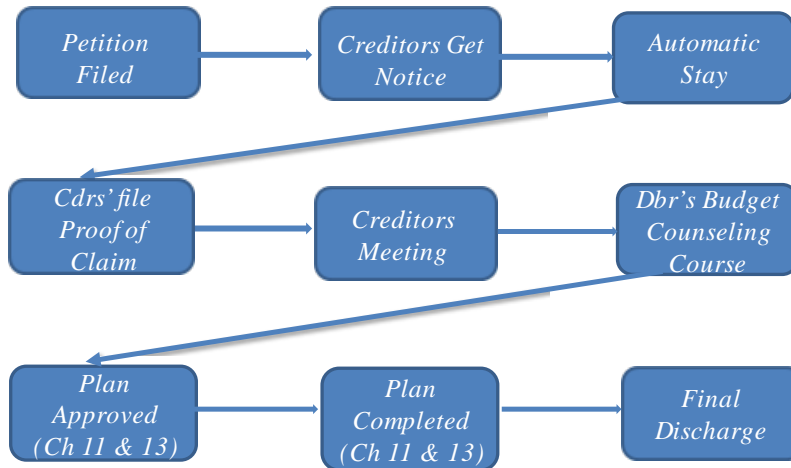 Petition
Filed
Creditors Get
Notice
Automatic
Stay
Cdrs' file
Proof of
Claim
Creditors
Meeting
Dbr's Budget
Counseling
Course
Plan
Approved
(Ch 11 & 13)
Plan
Completed
(Ch 11 & 13)
Final
Discharge